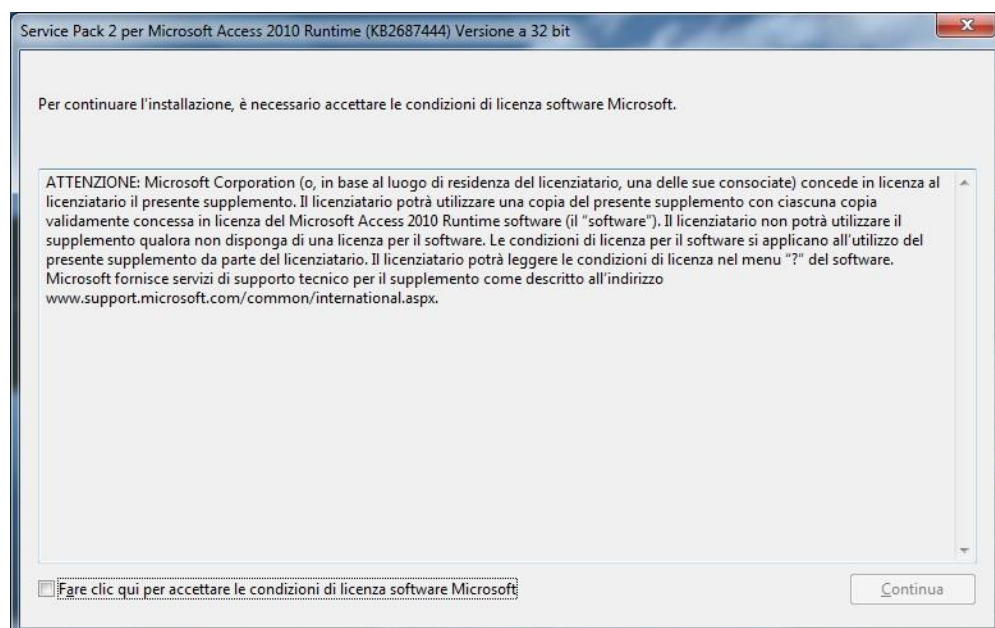 Service Pack 2 per Microsoft Access 2010 Runtime (KB2687444) Versione a 32 bit
Per continuare l'installazione, è necessario accettare le condizioni di licenza software Microsoft.
ATTENZIONE: Microsoft Corporation (o, in base al luogo di residenza del licenziatario, una delle sue consociate) concede in licenza al
licenziatario il presente supplemento. Il licenziatario potrà utilizzare una copia del presente supplemento con ciascuna copia
validamente concessa in licenza del Microsoft Access 2010 Runtime software (il "software"). Il licenziatario non potrà utilizzare il
supplemento qualora non disponga di una licenza per il software. Le condizioni di licenza per il software si applicano all'utilizzo del
presente supplemento da parte del licenziatario. Il licenziatario potrà leggere le condizioni di licenza nel menu "?" del software.
Microsoft fornisce servizi di supporto tecnico per il supplemento come descritto all'indirizzo
www.support.microsoft.com/common/international.aspx.
Fare clic qui per accettare le condizioni di licenza software Microsoft
Continua